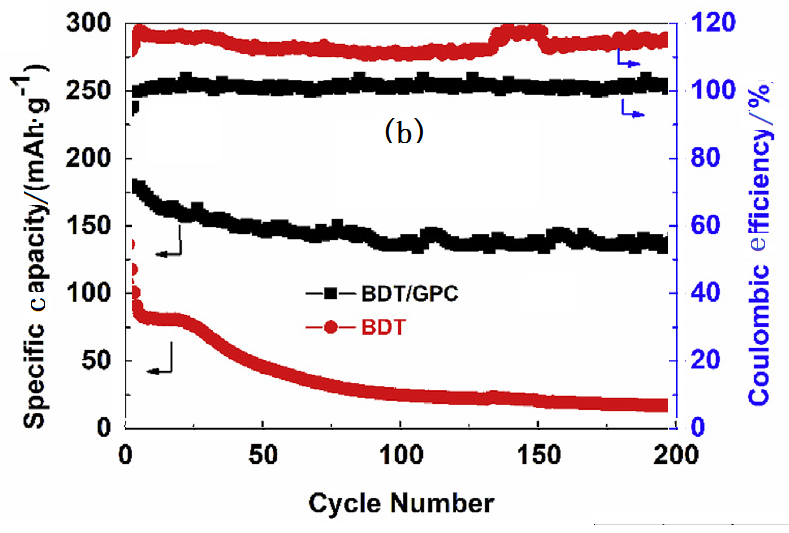 300
250
200
150
100
50
0
Specific capacity/(mAh·g⁻¹)
120
100
80
60
40
20
0
Coulombic efficiency/(%)
(b)
BDT/GPC
BDT
0 50 100 150 200
Cycle Number